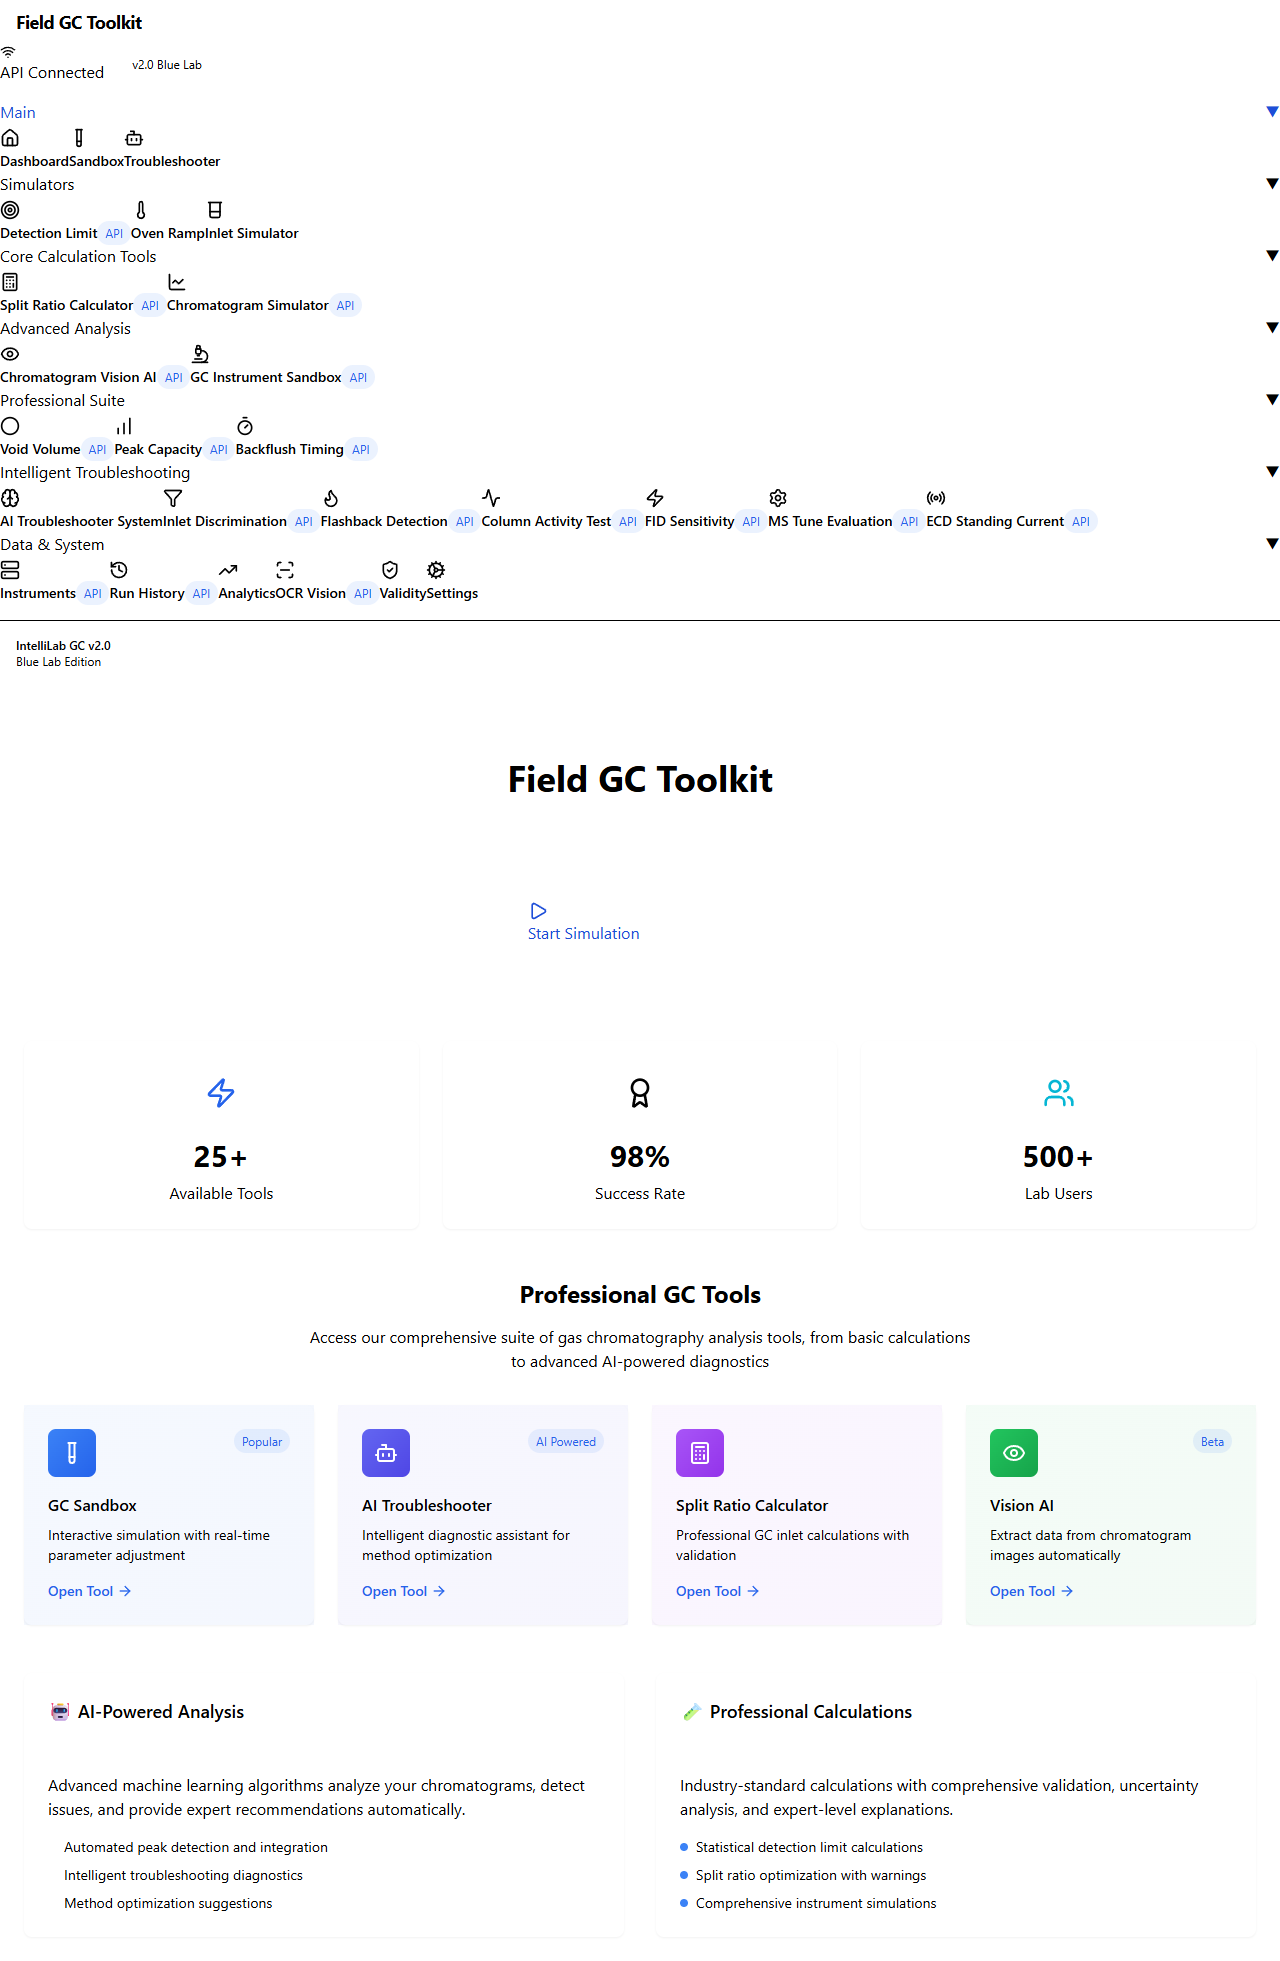 Field GC Toolkit
API Connected
v2.0 Blue Lab
Main ▼
Dashboard Sandbox Troubleshooter
Simulators ▼
Detection Limit API Oven Ramp Inlet Simulator
Core Calculation Tools ▼
Split Ratio Calculator API Chromatogram Simulator API
Advanced Analysis ▼
Chromatogram Vision AI API GC Instrument Sandbox API
Professional Suite ▼
Void Volume API Peak Capacity API Backflush Timing API
Intelligent Troubleshooting ▼
AI Troubleshooter System Inlet Discrimination API Flashback Detection API Column Activity Test API FID Sensitivity API MS Tune Evaluation API ECD Standing Current API
Data & System ▼
Instruments API Run History API Analytics OCR Vision API Validity Settings
IntelliLab GC v2.0
Blue Lab Edition
Field GC Toolkit
Start Simulation
25+
Available Tools
98%
Success Rate
500+
Lab Users
Professional GC Tools
Access our comprehensive suite of gas chromatography analysis tools, from basic calculations
to advanced AI-powered diagnostics
Popular
GC Sandbox
Interactive simulation with real-time
parameter adjustment
Open Tool →
AI Powered
AI Troubleshooter
Intelligent diagnostic assistant for
method optimization
Open Tool →
Split Ratio Calculator
Professional GC inlet calculations with
validation
Open Tool →
Beta
Vision AI
Extract data from chromatogram
images automatically
Open Tool →
🤖 AI-Powered Analysis
Advanced machine learning algorithms analyze your chromatograms, detect
issues, and provide expert recommendations automatically.
Automated peak detection and integration
Intelligent troubleshooting diagnostics
Method optimization suggestions
🧪 Professional Calculations
Industry-standard calculations with comprehensive validation, uncertainty
analysis, and expert-level explanations.
Statistical detection limit calculations
Split ratio optimization with warnings
Comprehensive instrument simulations